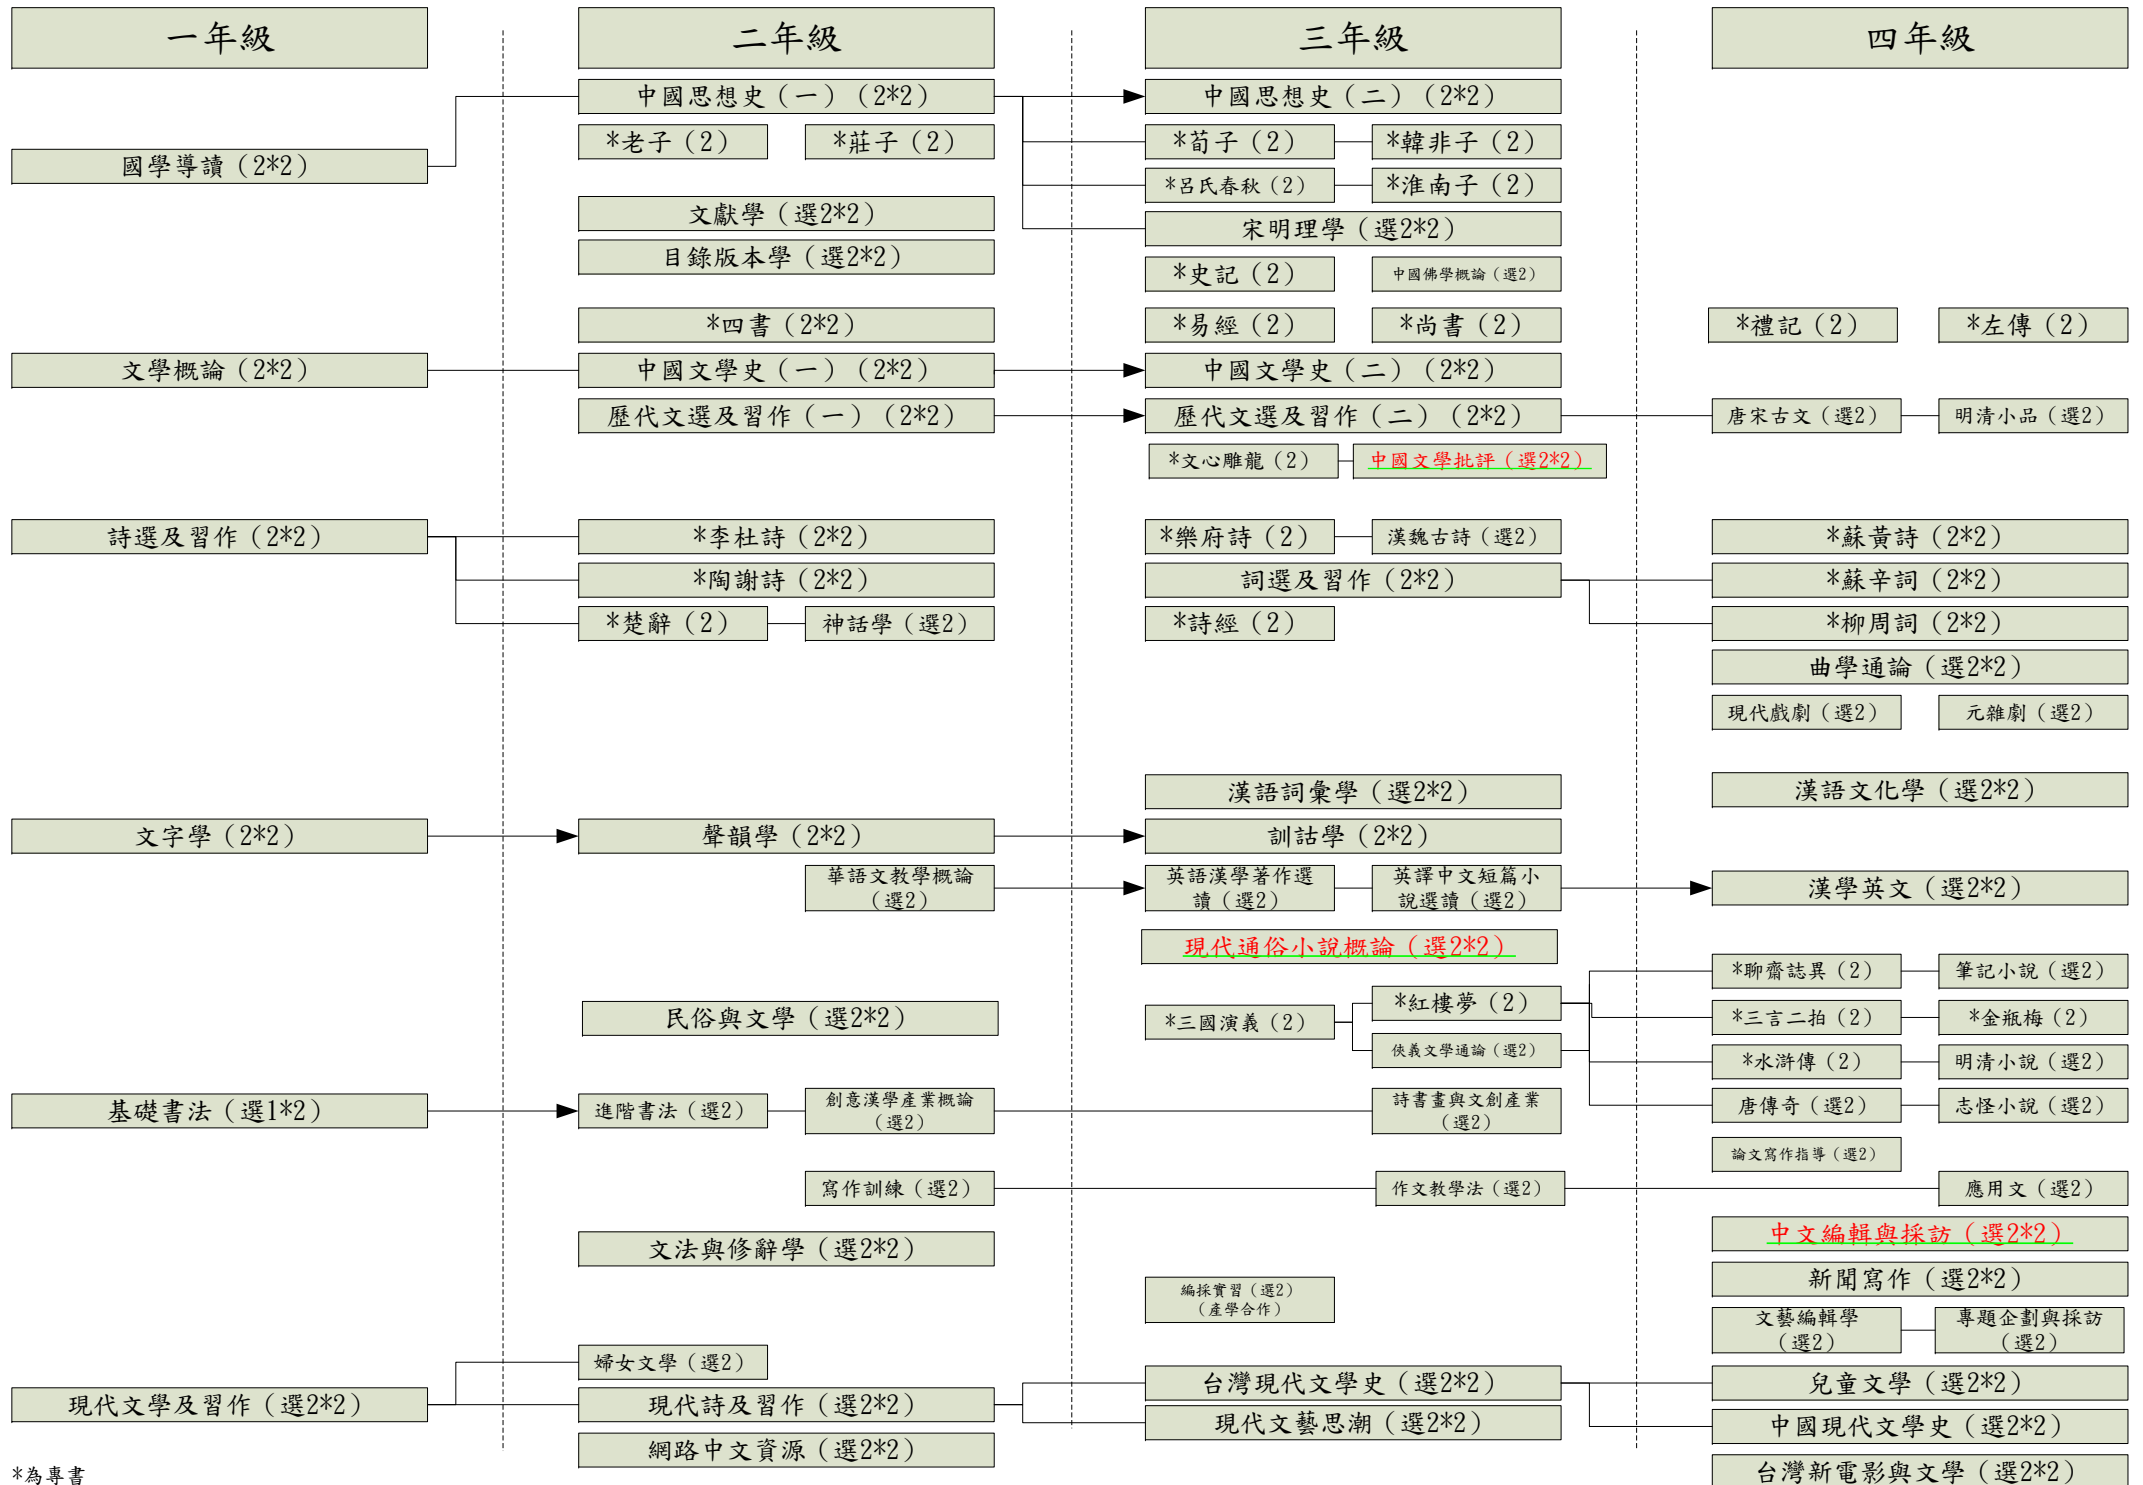 一年級
二年級
三年級
四年級
中國思想史（一）（2*2）
中國思想史（二）（2*2）
*老子（2）
*莊子（2）
*荀子（2）
*韓非子（2）
國學導讀（2*2）
*呂氏春秋（2）
*淮南子（2）
文獻學（選2*2）
宋明理學（選2*2）
目錄版本學（選2*2）
*史記（2）
中國佛學概論（選2）
*四書（2*2）
*易經（2）
*尚書（2）
*禮記（2）
*左傳（2）
文學概論（2*2）
中國文學史（一）（2*2）
中國文學史（二）（2*2）
歷代文選及習作（一）（2*2）
歷代文選及習作（二）（2*2）
唐宋古文（選2）
明清小品（選2）
*文心雕龍（2）
中國文學批評（選2*2）
詩選及習作（2*2）
*李杜詩（2*2）
*樂府詩（2）
漢魏古詩（選2）
*蘇黃詩（2*2）
*陶謝詩（2*2）
詞選及習作（2*2）
*蘇辛詞（2*2）
*楚辭（2）
神話學（選2）
*詩經（2）
*柳周詞（2*2）
曲學通論（選2*2）
現代戲劇（選2）
元雜劇（選2）
漢語詞彙學（選2*2）
漢語文化學（選2*2）
文字學（2*2）
聲韻學（2*2）
訓詁學（2*2）
華語文教學概論
（選2）
英語漢學著作選
讀（選2）
英譯中文短篇小
說選讀（選2）
漢學英文（選2*2）
現代通俗小說概論（選2*2）
*聊齋誌異（2）
筆記小說（選2）
民俗與文學（選2*2）
*三國演義（2）
*紅樓夢（2）
*三言二拍（2）
*金瓶梅（2）
俠義文學通論（選2）
*水滸傳（2）
明清小說（選2）
基礎書法（選1*2）
進階書法（選2）
創意漢學產業概論
（選2）
詩書畫與文創產業
（選2）
唐傳奇（選2）
志怪小說（選2）
論文寫作指導（選2）
寫作訓練（選2）
作文教學法（選2）
應用文（選2）
文法與修辭學（選2*2）
中文編輯與採訪（選2*2）
新聞寫作（選2*2）
編採實習（選2）
（產學合作）
文藝編輯學
（選2）
專題企劃與採訪
（選2）
婦女文學（選2）
台灣現代文學史（選2*2）
兒童文學（選2*2）
現代文學及習作（選2*2）
現代詩及習作（選2*2）
現代文藝思潮（選2*2）
中國現代文學史（選2*2）
網路中文資源（選2*2）
台灣新電影與文學（選2*2）
*為專書